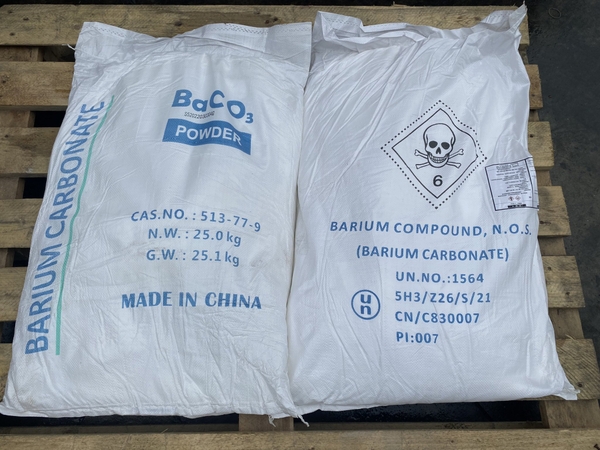 BARIUM CARBONATE
BaCO₃
POWDER
CAS.NO.: 513-77-9
N.W.: 25.0 kg
G.W.: 25.1 kg
MADE IN CHINA
6
BARIUM COMPOUND, N.O.S.
(BARIUM CARBONATE)
UN.NO.:1564
un
5H3/Z26/S/21
CN/C830007
PI:007